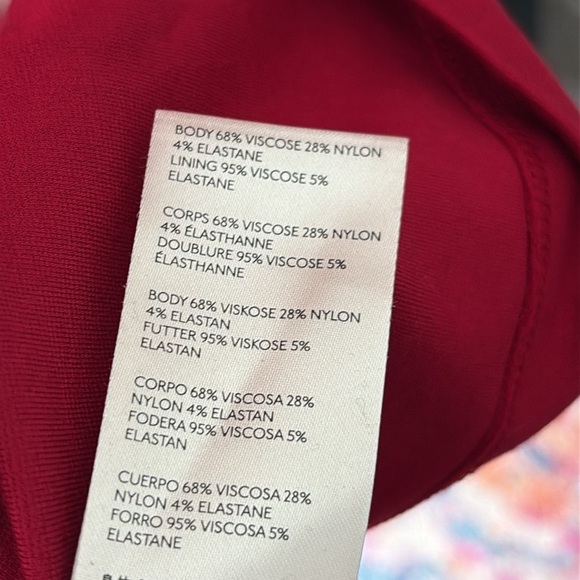 BODY 68% VISCOSE 28% NYLON
4% ELASTANE
LINING 95% VISCOSE 5%
ELASTANE
CORPS 68% VISCOSE 28% NYLON
4% ÉLASTHANNE
DOUBLURE 95% VISCOSE 5%
ÉLASTHANNE
BODY 68% VISKOSE 28% NYLON
4% ELASTAN
FUTTER 95% VISKOSE 5%
ELASTAN
CORPO 68% VISCOSA 28%
NYLON 4% ELASTAN
FODERA 95% VISCOSA 5%
ELASTAN
CUERPO 68% VISCOSA 28%
NYLON 4% ELASTANE
FORRO 95% VISCOSA 5%
ELASTANE